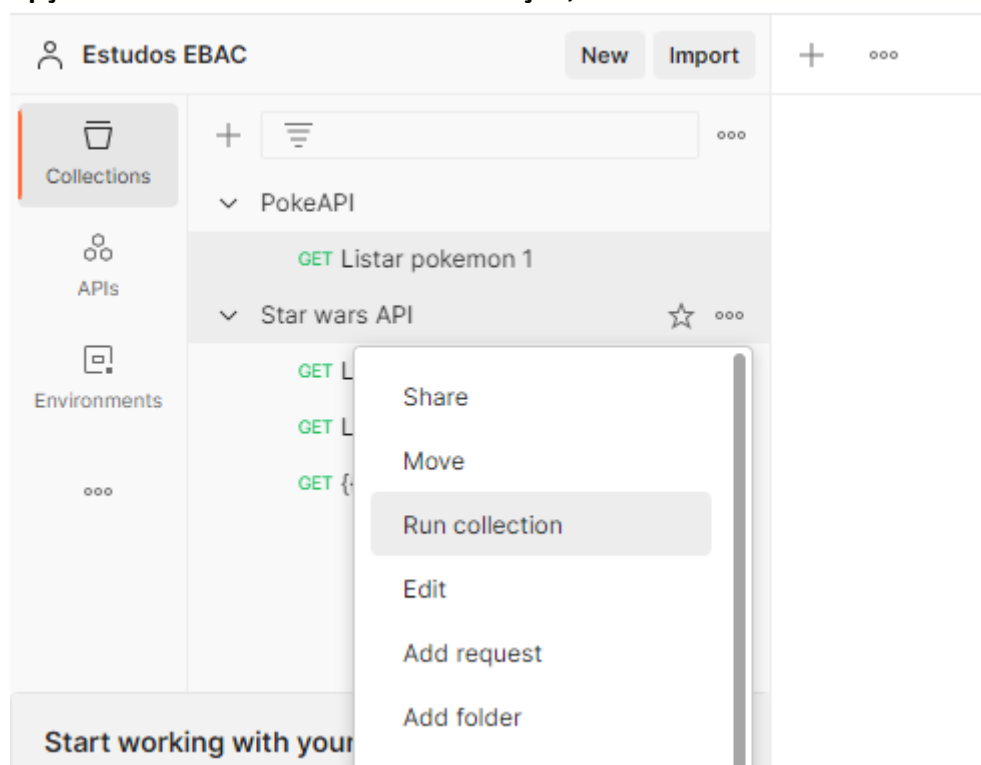 Estudos EBAC
New
Import
Collections
PokeAPI
GET Listar pokemon 1
APIs
Star wars API
GET L
Share
Environments
GET L
Move
GET {
Run collection
Edit
Add request
Add folder
Start working with your